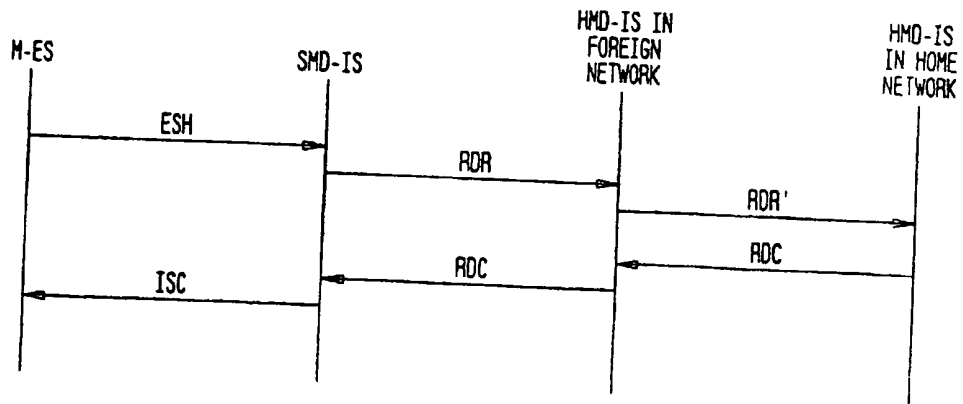 M-ES
SMD-IS
HMD-IS IN
FOREIGN
NETWORK
HMD-IS
IN HOME
NETWORK
ESH
RDR
RDR'
RDC
RDC
ISC